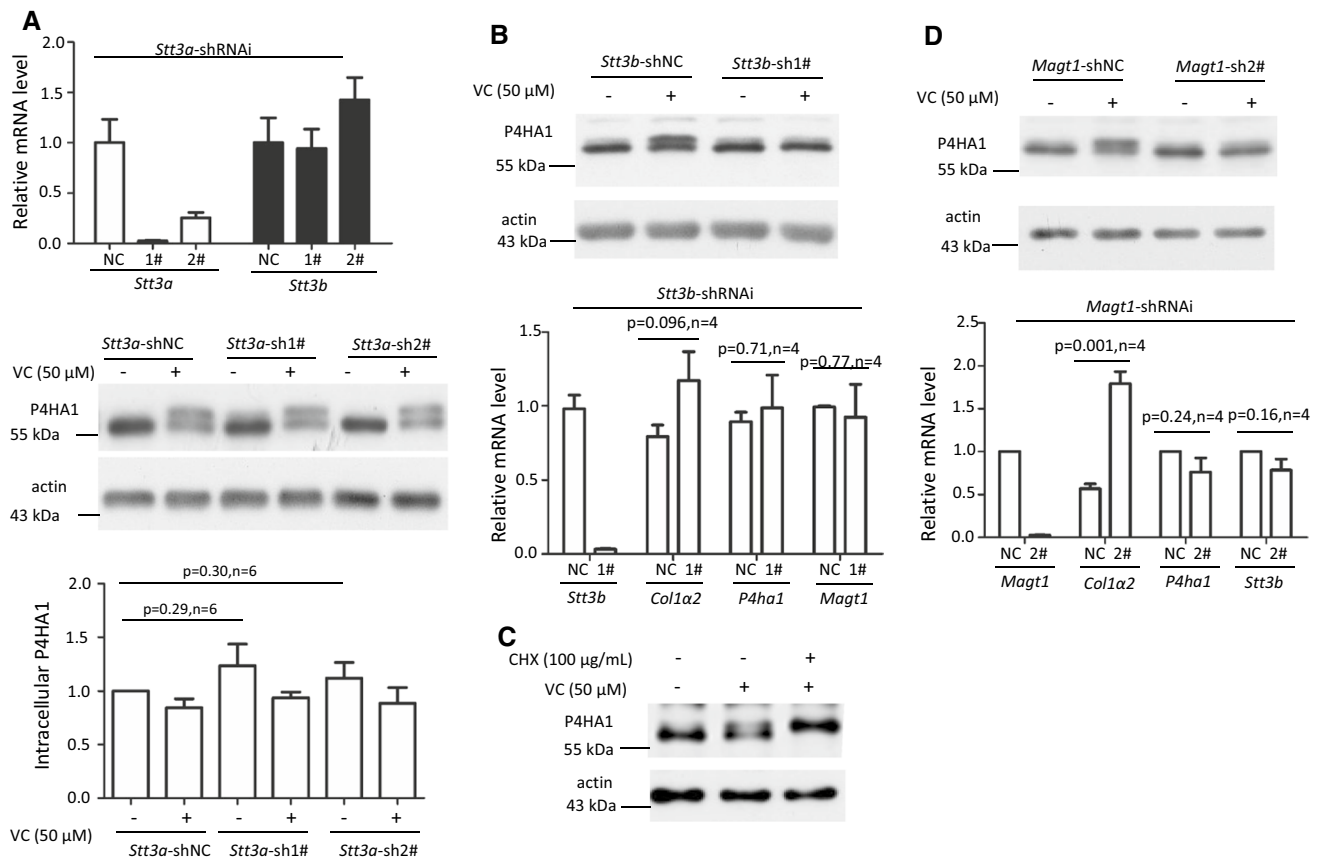 A
Stt3a-shRNAi
Relative mRNA level
2.0
1.5
1.0
0.5
0.0
NC 1# 2# NC 1# 2#
Stt3a Stt3b
Stt3a-shNC Stt3a-sh1# Stt3a-sh2#
VC (50 µM) - + - + - +
P4HA1
55 kDa
actin
43 kDa
p=0.30,n=6
p=0.29,n=6
Intracellular P4HA1
2.0
1.5
1.0
0.5
0.0
- + - + - +
VC (50 µM)
Stt3a-shNC Stt3a-sh1# Stt3a-sh2#
B
Stt3b-shNC Stt3b-sh1#
VC (50 µM) - + - +
P4HA1
55 kDa
actin
43 kDa
Stt3b-shRNAi
p=0.096,n=4
p=0.71,n=4
p=0.77,n=4
Relative mRNA level
1.5
1.0
0.5
0.0
NC 1# NC 1# NC 1# NC 1#
Stt3b Col1α2 P4ha1 Magt1
C
CHX (100 µg/mL) - - +
VC (50 µM) - + +
P4HA1
55 kDa
actin
43 kDa
D
Magt1-shNC Magt1-sh2#
VC (50 µM) - + - +
P4HA1
55 kDa
actin
43 kDa
Magt1-shRNAi
p=0.001,n=4
p=0.24,n=4 p=0.16,n=4
Relative mRNA level
2.5
2.0
1.5
1.0
0.5
0.0
NC 2# NC 2# NC 2# NC 2#
Magt1 Col1α2 P4ha1 Stt3b